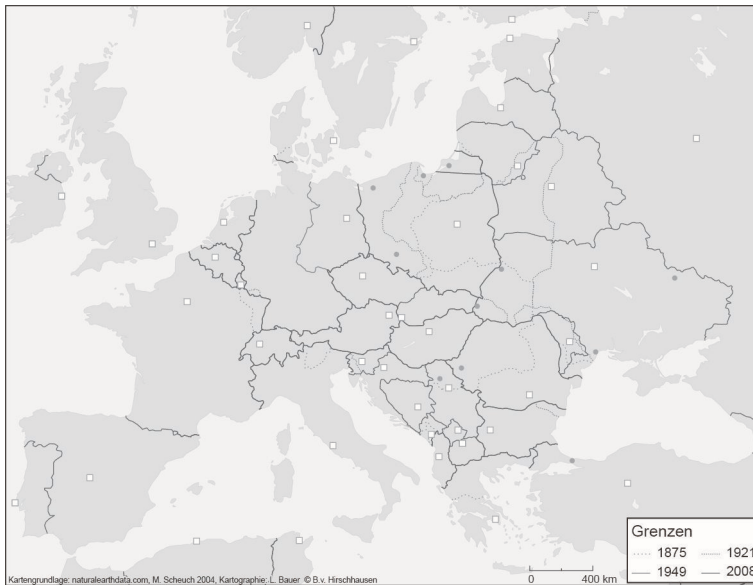 Grenzen
1875 1921
1949 2008
0 400 km
Kartengrundlage: naturalearthdata.com, M. Scheuch 2004, Kartographie: L. Bauer © B.v. Hirschhausen